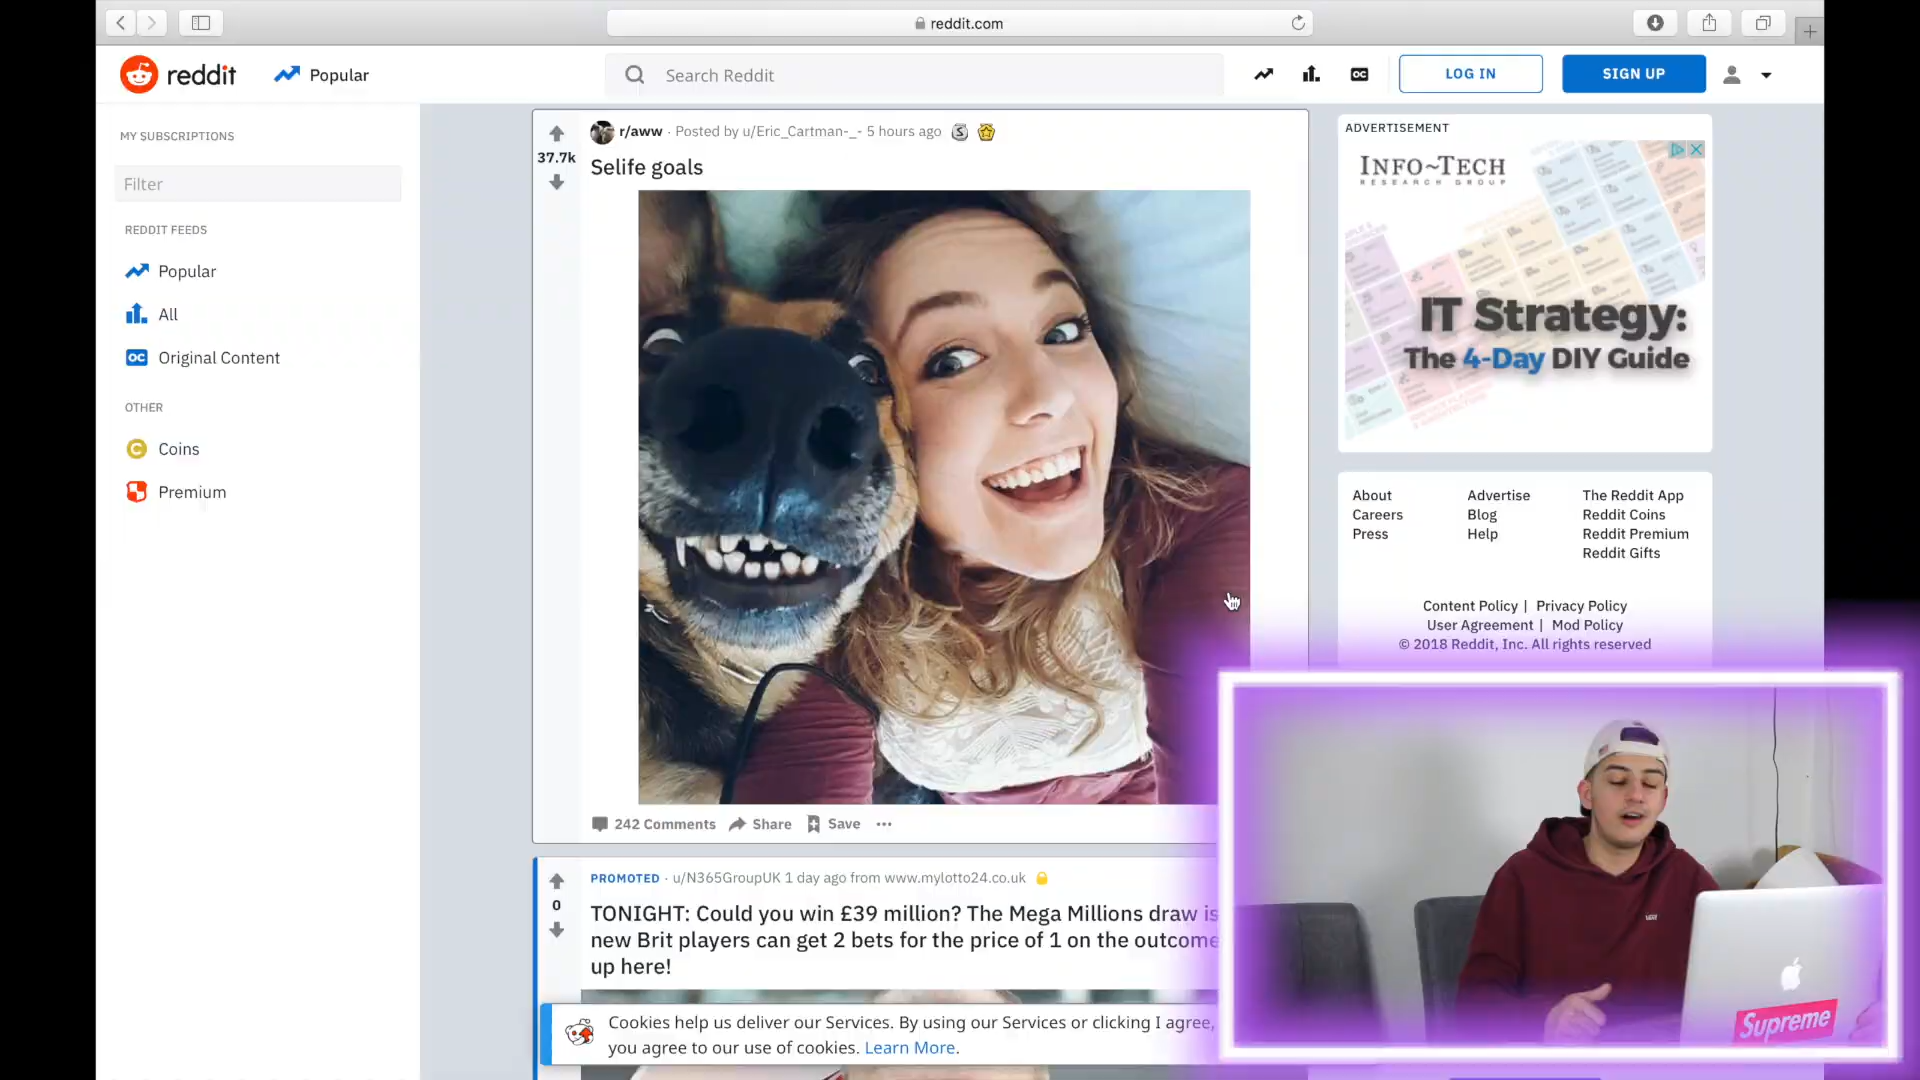 reddit.com
reddit
Popular
Search Reddit
LOG IN
SIGN UP
MY SUBSCRIPTIONS
Filter
REDDIT FEEDS
Popular
All
OC Original Content
OTHER
Coins
Premium
r/aww · Posted by u/Eric_Cartman-_- 5 hours ago
37.7k
Selife goals
242 Comments
Share
Save
PROMOTED · u/N365GroupUK 1 day ago from www.mylotto24.co.uk
0
TONIGHT: Could you win £39 million? The Mega Millions draw is
new Brit players can get 2 bets for the price of 1 on the outcome
up here!
Cookies help us deliver our Services. By using our Services or clicking I agree,
you agree to our use of cookies. Learn More.
ADVERTISEMENT
INFO~TECH
RESEARCH GROUP
IT Strategy:
The 4-Day DIY Guide
About
Careers
Press
Advertise
Blog
Help
The Reddit App
Reddit Coins
Reddit Premium
Reddit Gifts
Content Policy | Privacy Policy
User Agreement | Mod Policy
© 2018 Reddit, Inc. All rights reserved
Supreme